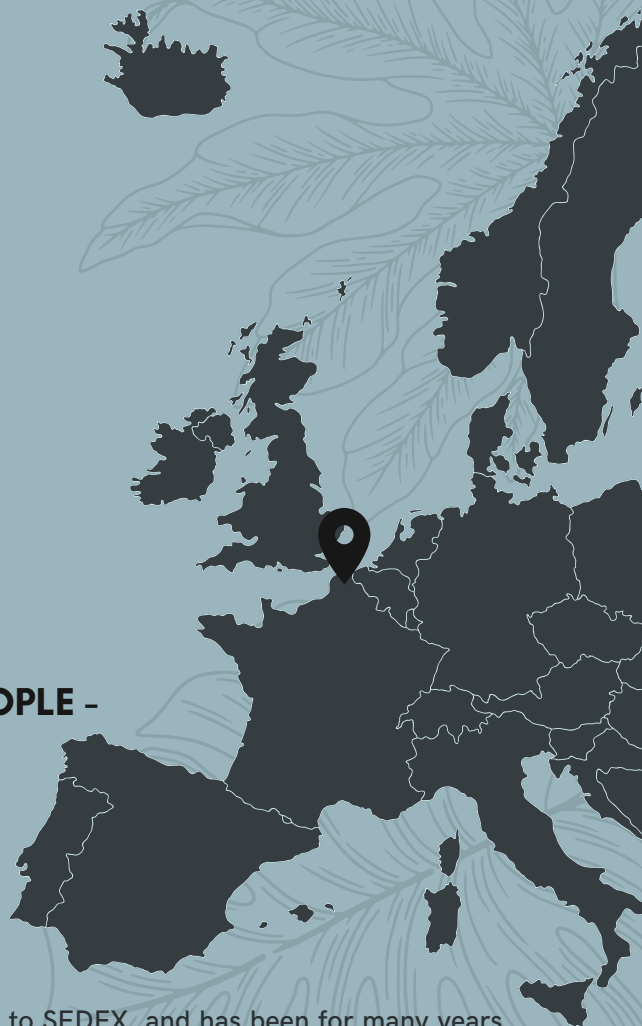 OPLE –
to SEDEX, and has been for many years